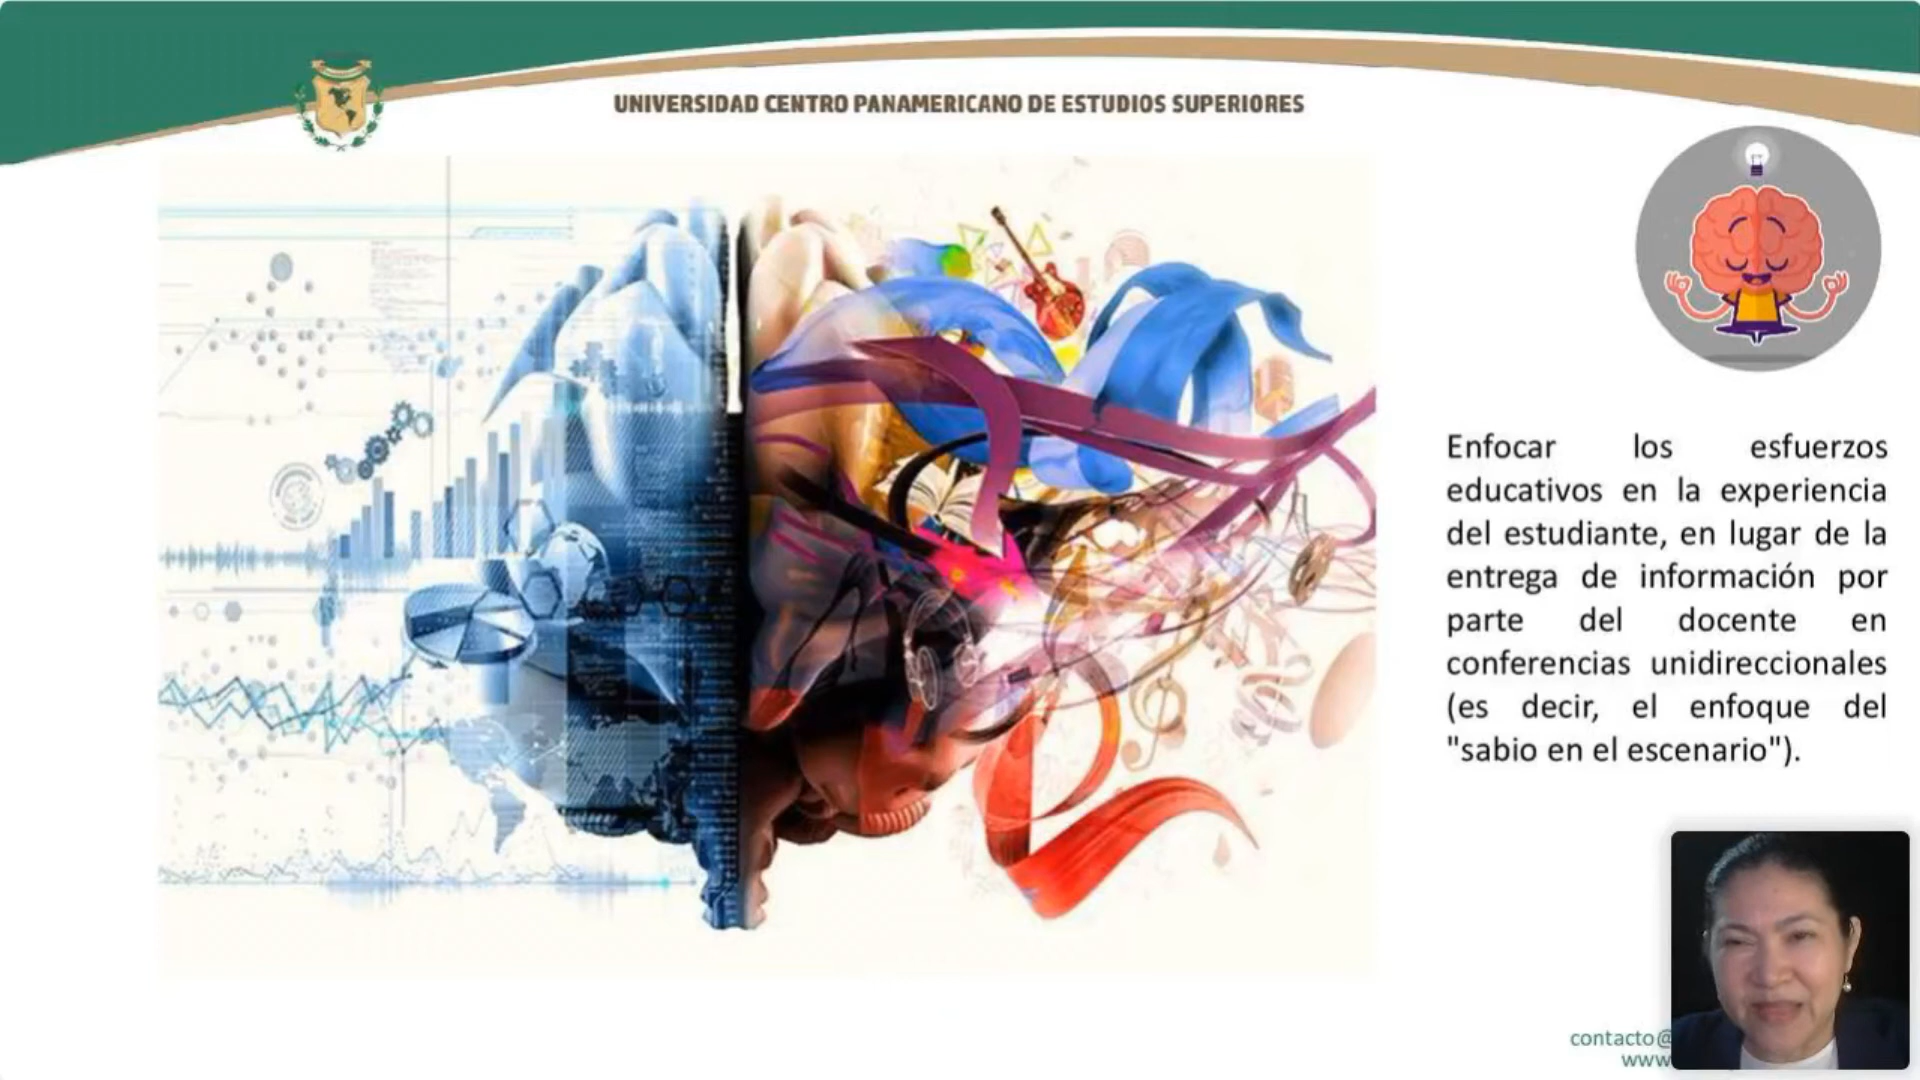 UNIVERSIDAD CENTRO PANAMERICANO DE ESTUDIOS SUPERIORES
Enfocar los esfuerzos
educativos en la experiencia
del estudiante, en lugar de la
entrega de información por
parte del docente en
conferencias unidireccionales
(es decir, el enfoque del
"sabio en el escenario").
contacto@
www